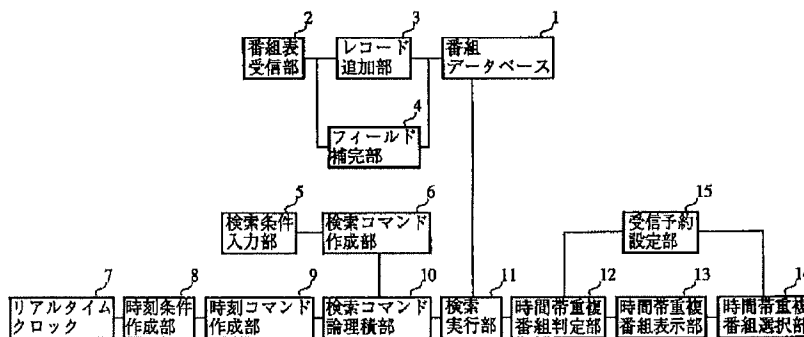 2
3
1
番組表
受信部
レコード
追加部
番組
データベース
4
フィールド
補完部
5
6
15
検索条件
入力部
検索コマンド
作成部
受信予約
設定部
7
8
9
10
11
12
13
14
リアルタイム
クロック
時刻条件
作成部
時刻コマンド
作成部
検索コマンド
論理積部
検索
実行部
時間帯重複
番組判定部
時間帯重複
番組表示部
時間帯重複
番組選択部